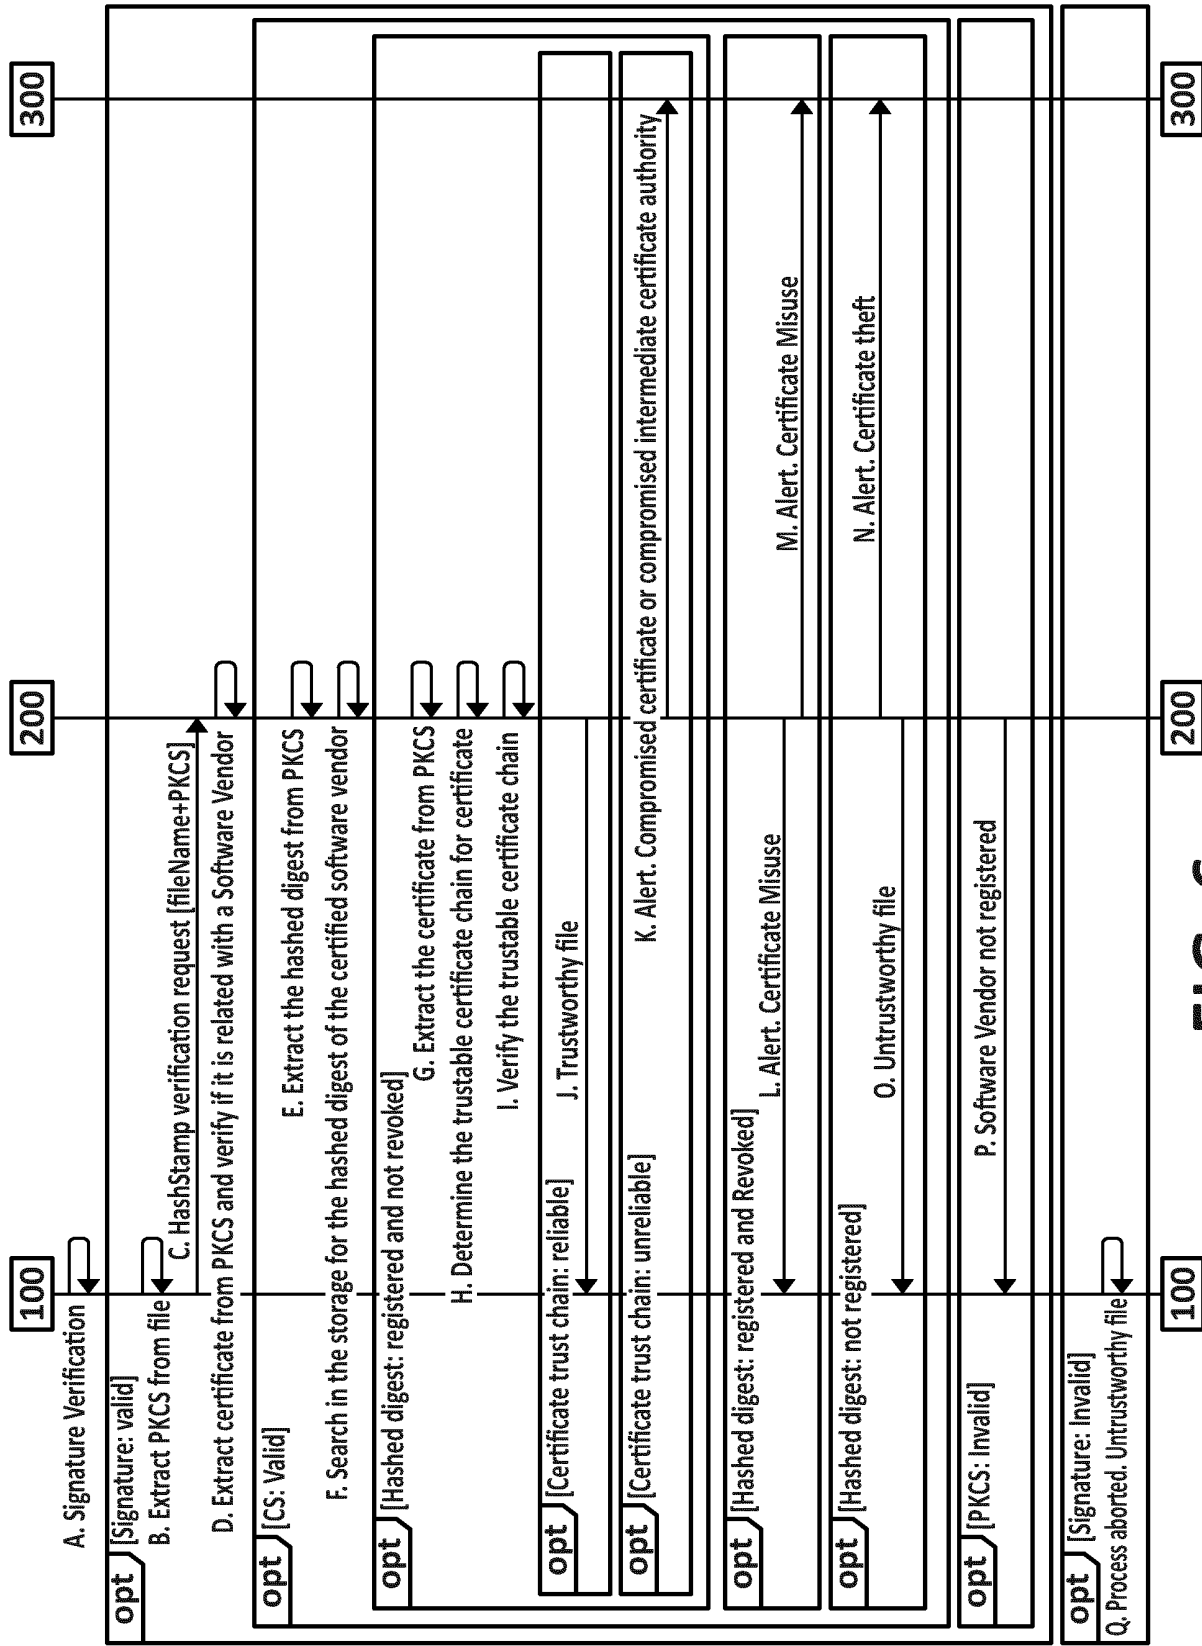 100
200
300
A. Signature Verification
opt
[Signature: valid]
B. Extract PKCS from file
C. HashStamp verification request [fileName+PKCS]
D. Extract certificate from PKCS and verify if it is related with a Software Vendor
opt
[CS: Valid]
E. Extract the hashed digest from PKCS
F. Search in the storage for the hashed digest of the certified software vendor
opt
[Hashed digest: registered and not revoked]
G. Extract the certificate from PKCS
H. Determine the trustable certificate chain for certificate
I. Verify the trustable certificate chain
opt
[Certificate trust chain: reliable]
J. Trustworthy file
opt
[Certificate trust chain: unreliable]
K. Alert. Compromised certificate or compromised intermediate certificate authority
opt
[Hashed digest: registered and Revoked]
L. Alert. Certificate Misuse
M. Alert. Certificate Misuse
opt
[Hashed digest: not registered]
N. Alert. Certificate theft
O. Untrustworthy file
opt
[PKCS: Invalid]
P. Software Vendor not registered
opt
[Signature: Invalid]
Q. Process aborted. Untrustworthy file
100
200
300